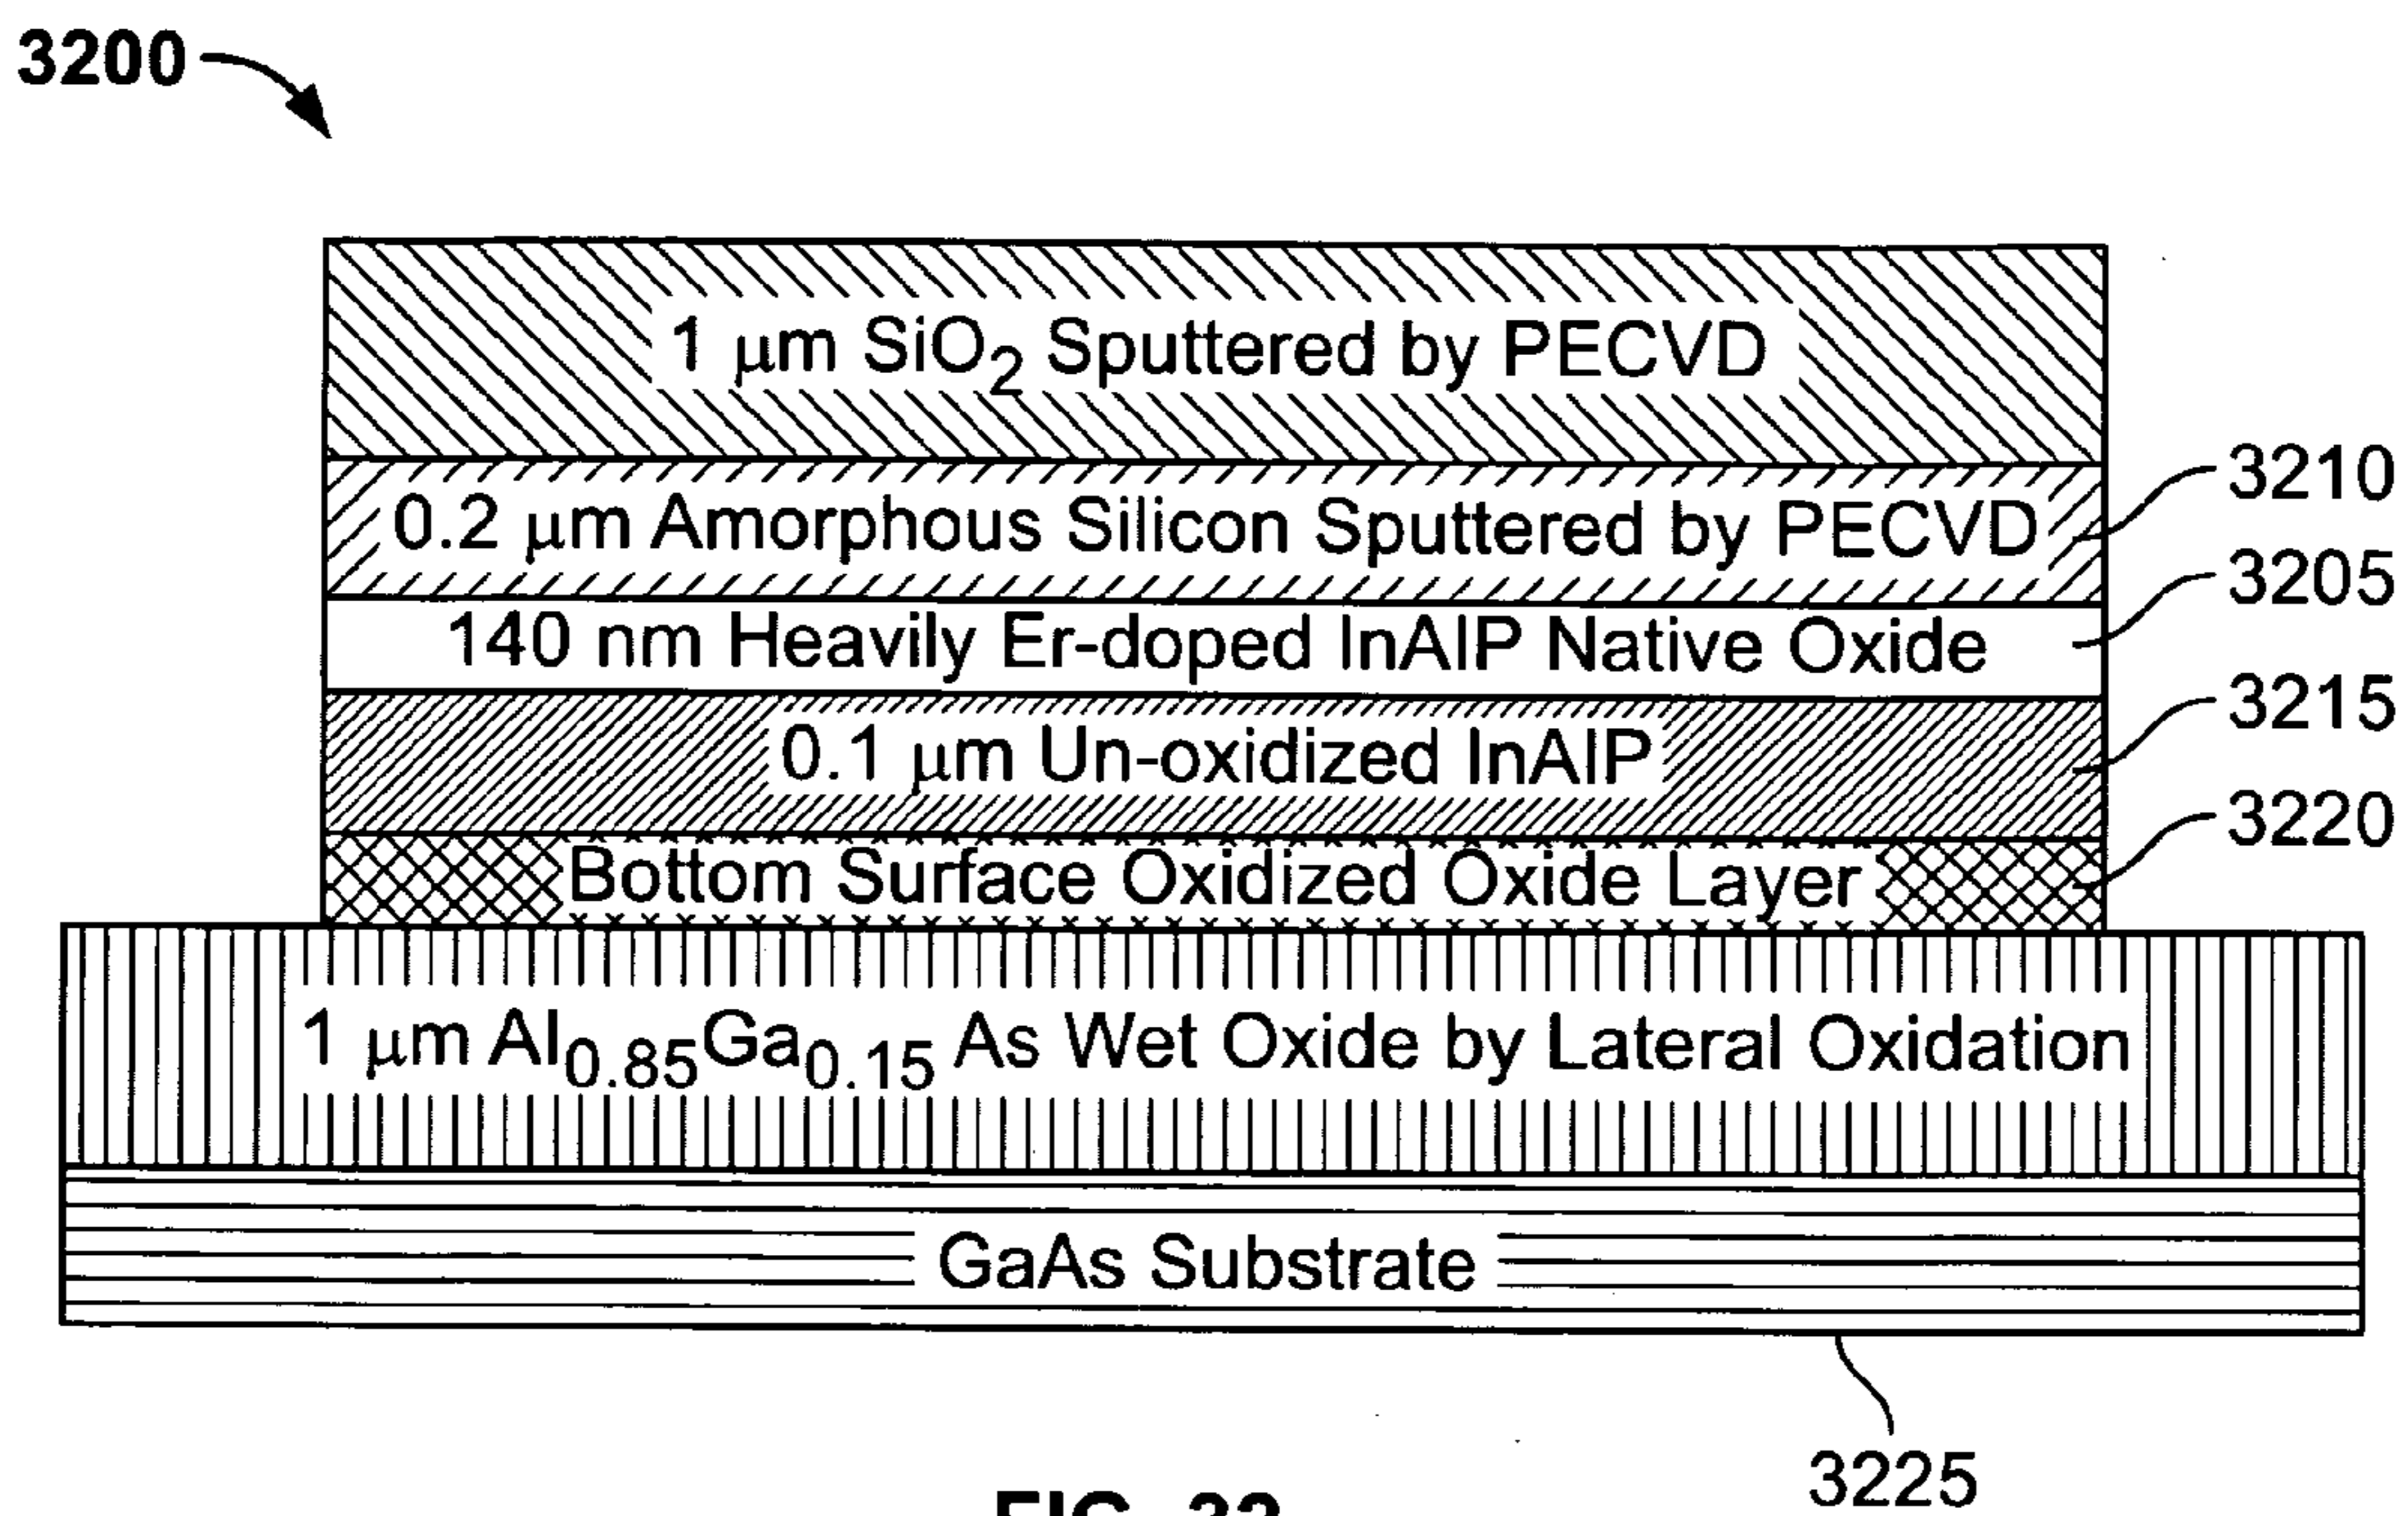 3200
1 μm SiO2 Sputtered by PECVD
0.2 μm Amorphous Silicon Sputtered by PECVD
3210
140 nm Heavily Er-doped InAlP Native Oxide
3205
0.1 μm Un-oxidized InAlP
3215
Bottom Surface Oxidized Oxide Layer
3220
1 μm Al0.85Ga0.15 As Wet Oxide by Lateral Oxidation
GaAs Substrate
3225
FIG. 32